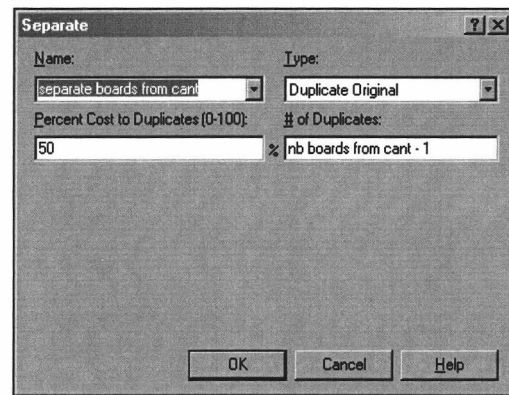 Separate
Name: Type:
separate boards from cant Duplicate Original
Percent Cost to Duplicates (0-100): # of Duplicates:
50 % nb boards from cant - 1
OK Cancel Help